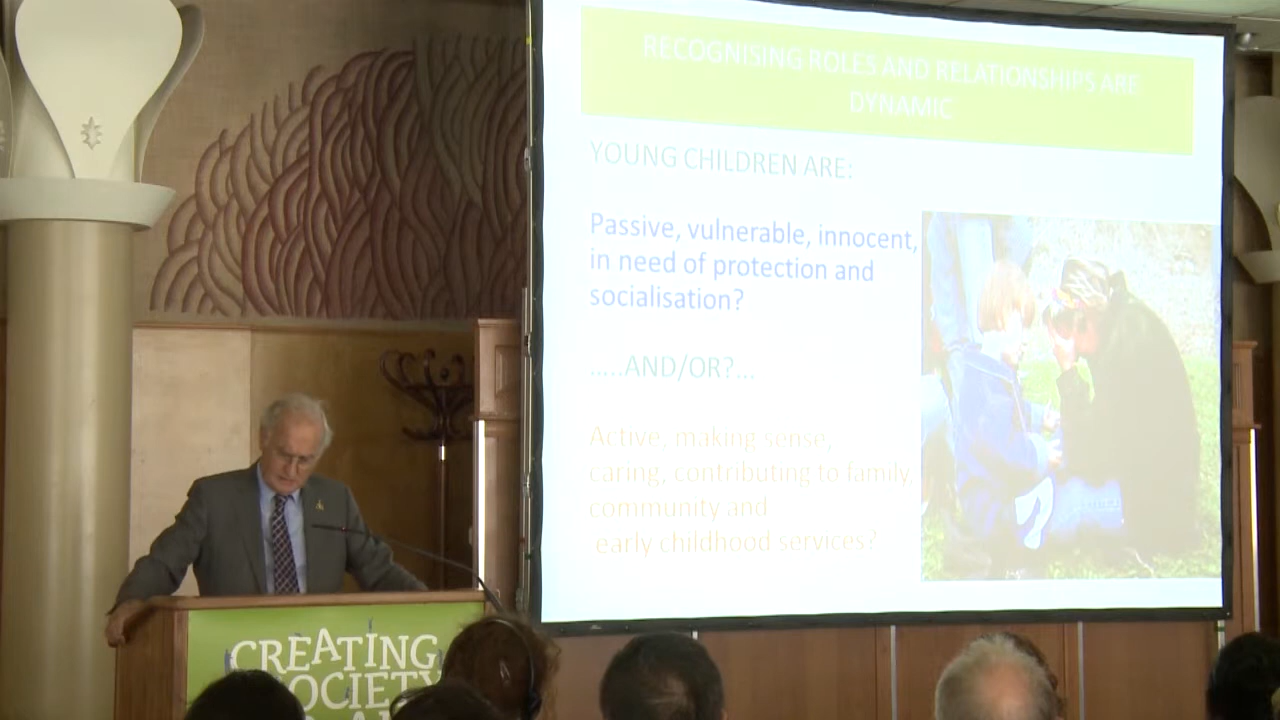 RECOGNISING ROLES AND RELATIONSHIPS ARE
DYNAMIC
YOUNG CHILDREN ARE:
Passive, vulnerable, innocent,
in need of protection and
socialisation?
.....AND/OR?...
Active, making sense,
caring, contributing to family,
community and
early childhood services?
CREATING
SOCIETY